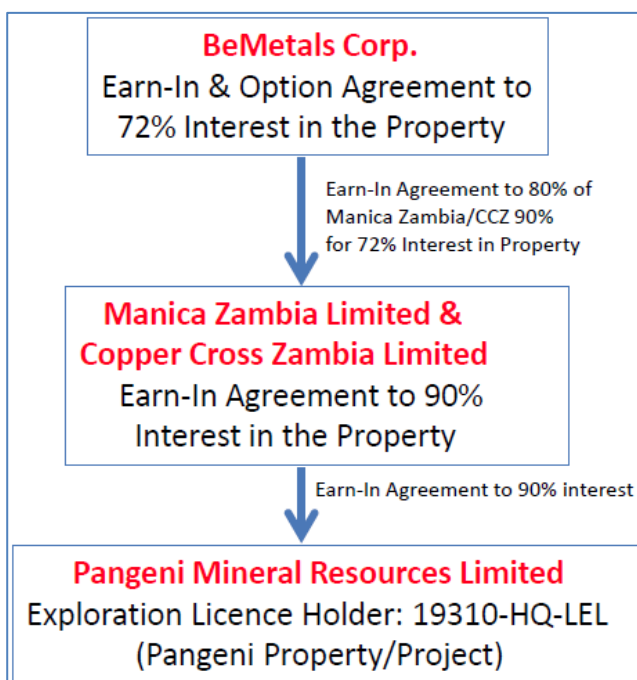 BeMetals Corp.
Earn-In & Option Agreement to
72% Interest in the Property
Earn-In Agreement to 80% of
Manica Zambia/CCZ 90%
for 72% Interest in Property
Manica Zambia Limited &
Copper Cross Zambia Limited
Earn-In Agreement to 90%
Interest in the Property
Earn-In Agreement to 90% interest
Pangeni Mineral Resources Limited
Exploration Licence Holder: 19310-HQ-LEL
(Pangeni Property/Project)